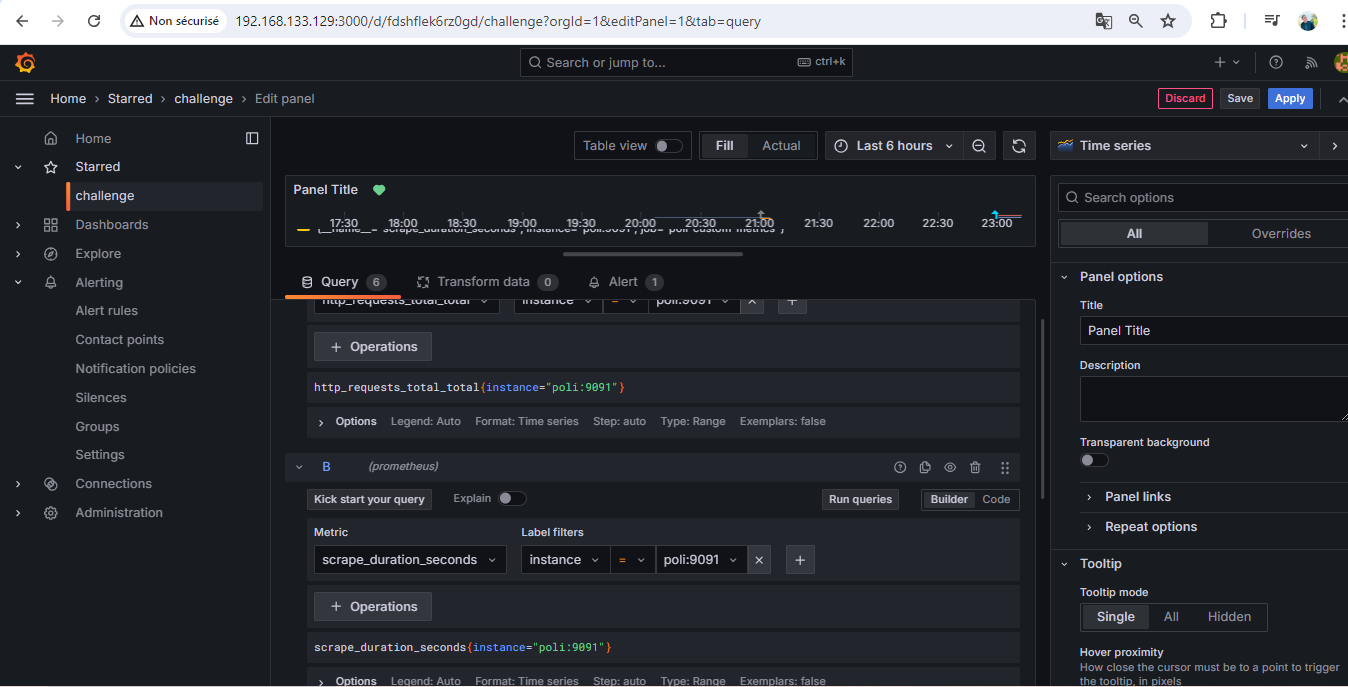 Non sécurisé 192.168.133.129:3000/d/fdshflek6rz0gd/challenge?orgId=1&editPanel=1&tab=query
Search or jump to... ctrl+k
Home › Starred › challenge › Edit panel
Discard Save Apply
Home
Starred
challenge
Dashboards
Explore
Alerting
Alert rules
Contact points
Notification policies
Silences
Groups
Settings
Connections
Administration
Table view Fill Actual Last 6 hours
Panel Title
17:30 18:00 18:30 19:00 19:30 20:00 20:30 21:00 21:30 22:00 22:30 23:00
{__name__="scrape_duration_seconds", instance="poli:9091", job="poli-custom-metrics"}
Query 6 Transform data 0 Alert 1
http_requests_total_total instance = poli:9091
+ Operations
http_requests_total_total{instance="poli:9091"}
Options Legend: Auto Format: Time series Step: auto Type: Range Exemplars: false
B (prometheus)
Kick start your query Explain Run queries Builder Code
Metric Label filters
scrape_duration_seconds instance = poli:9091
+ Operations
scrape_duration_seconds{instance="poli:9091"}
Options Legend: Auto Format: Time series Step: auto Type: Range Exemplars: false
Time series
Search options
All Overrides
Panel options
Title
Panel Title
Description
Transparent background
Panel links
Repeat options
Tooltip
Tooltip mode
Single All Hidden
Hover proximity
How close the cursor must be to a point to trigger
the tooltip, in pixels